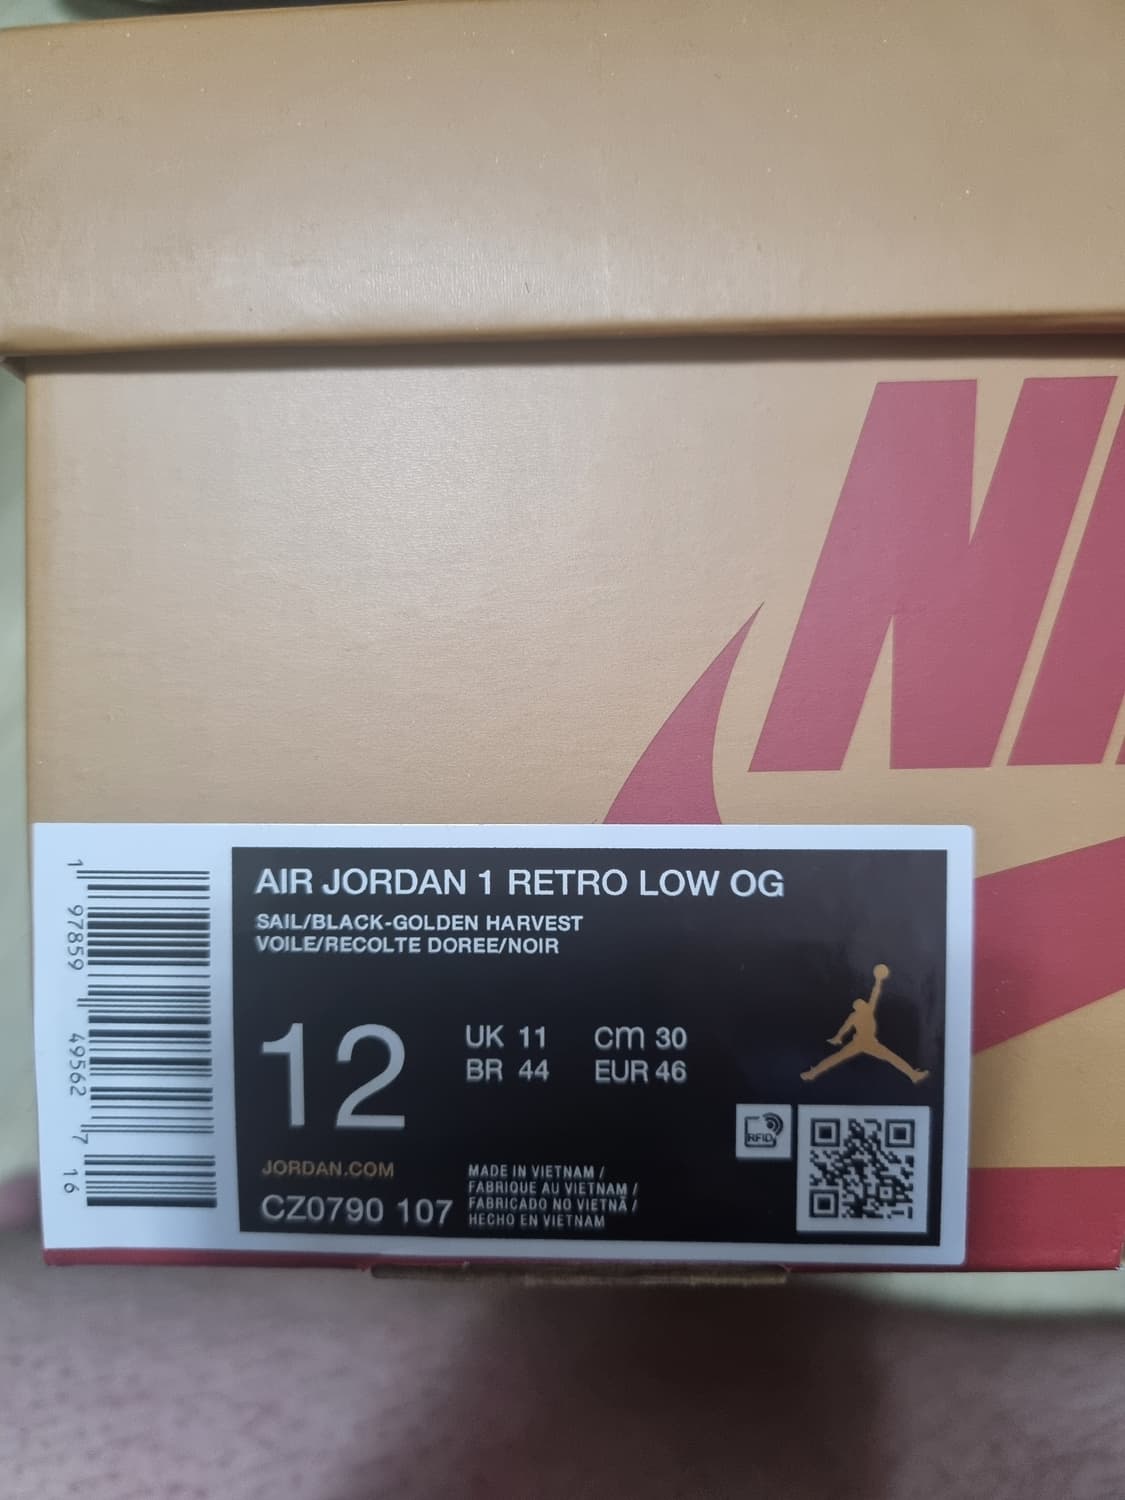 NI
AIR JORDAN 1 RETRO LOW OG
SAIL/BLACK-GOLDEN HARVEST
VOILE/RECOLTE DOREE/NOIR
12
UK 11 cm 30
BR 44 EUR 46
RFID
JORDAN.COM
CZ0790 107
MADE IN VIETNAM /
FABRIQUE AU VIETNAM /
FABRICADO NO VIETNÃ /
HECHO EN VIETNAM
1 97859 49562 7 16